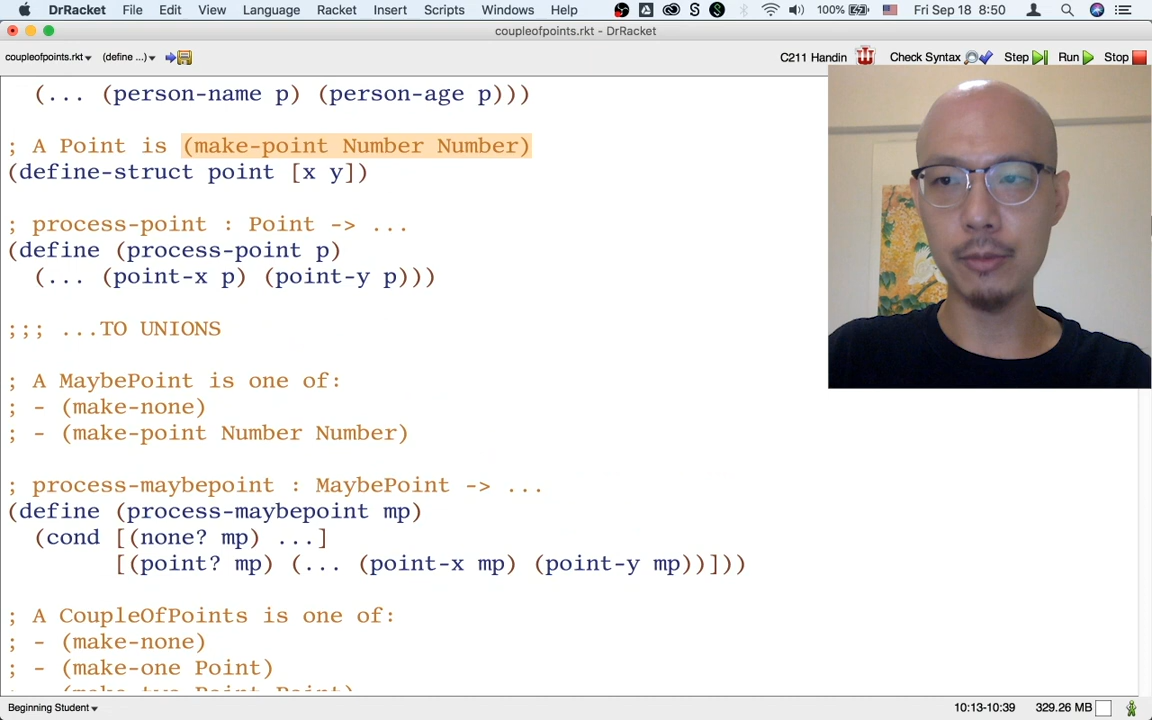 DrRacket File Edit View Language Racket Insert Scripts Windows Help 100% Fri Sep 18 8:50
coupleofpoints.rkt - DrRacket
coupleofpoints.rkt (define ...) C211 Handin Check Syntax Step Run Stop
(... (person-name p) (person-age p)))
; A Point is (make-point Number Number)
(define-struct point [x y])
; process-point : Point -> ...
(define (process-point p)
(... (point-x p) (point-y p)))
;;; ...TO UNIONS
; A MaybePoint is one of:
; - (make-none)
; - (make-point Number Number)
; process-maybepoint : MaybePoint -> ...
(define (process-maybepoint mp)
(cond [(none? mp) ...]
[(point? mp) (... (point-x mp) (point-y mp))]))
; A CoupleOfPoints is one of:
; - (make-none)
; - (make-one Point)
; - (make-two Point Point)
Beginning Student 10:13-10:39 329.26 MB